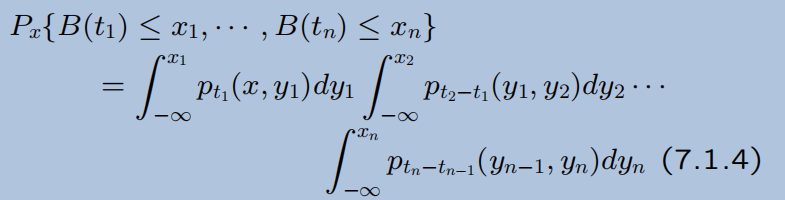 P_x{B(t_1) ≤ x_1, ⋯ , B(t_n) ≤ x_n}
= ∫_{-∞}^{x_1} p_{t_1}(x, y_1)dy_1 ∫_{-∞}^{x_2} p_{t_2-t_1}(y_1, y_2)dy_2 ⋯
∫_{-∞}^{x_n} p_{t_n-t_{n-1}}(y_{n-1}, y_n)dy_n (7.1.4)